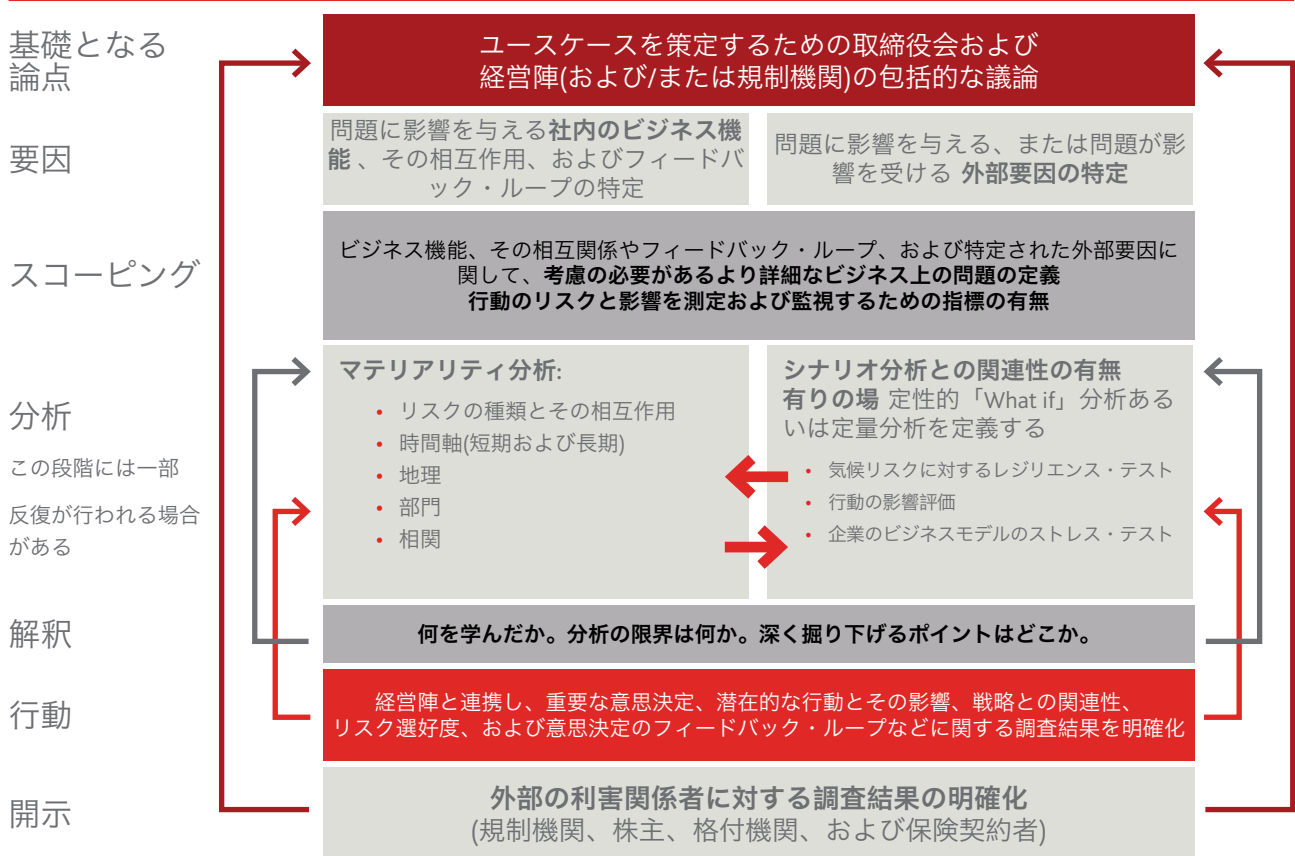 基礎となる
論点
ユースケースを策定するための取締役会および
経営陣(および/または規制機関)の包括的な議論
要因
問題に影響を与える社内のビジネス機
能 、その相互作用、およびフィードバ
ック・ループの特定
問題に影響を与える、または問題が影
響を受ける 外部要因の特定
スコーピング
ビジネス機能、その相互関係やフィードバック・ループ、および特定された外部要因に
関して、考慮の必要があるより詳細なビジネス上の問題の定義
行動のリスクと影響を測定および監視するための指標の有無
分析
この段階には一部
反復が行われる場合
がある
マテリアリティ分析:
• リスクの種類とその相互作用
• 時間軸(短期および長期)
• 地理
• 部門
• 相関
シナリオ分析との関連性の有無
有りの場 定性的「What if」分析ある
いは定量分析を定義する
• 気候リスクに対するレジリエンス・テスト
• 行動の影響評価
• 企業のビジネスモデルのストレス・テスト
解釈
何を学んだか。分析の限界は何か。深く掘り下げるポイントはどこか。
行動
経営陣と連携し、重要な意思決定、潜在的な行動とその影響、戦略との関連性、
リスク選好度、および意思決定のフィードバック・ループなどに関する調査結果を明確化
開示
外部の利害関係者に対する調査結果の明確化
(規制機関、株主、格付機関、および保険契約者)